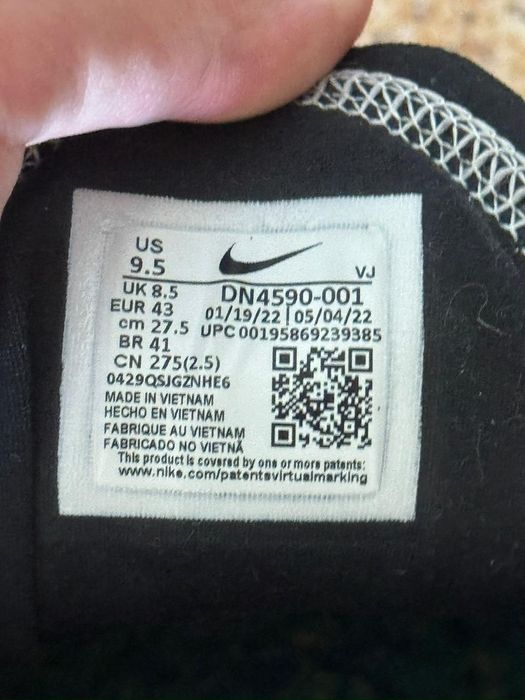 US
9.5
VJ
UK 8.5
DN4590-001
EUR 43
01/19/22 | 05/04/22
cm 27.5
UPC 00195869239385
BR 41
CN 275(2.5)
0429QSJGZNHE6
MADE IN VIETNAM
HECHO EN VIETNAM
FABRIQUE AU VIETNAM
FABRICADO NO VIETNÃ
This product is covered by one or more patents:
www.nike.com/patentsvirtualmarking